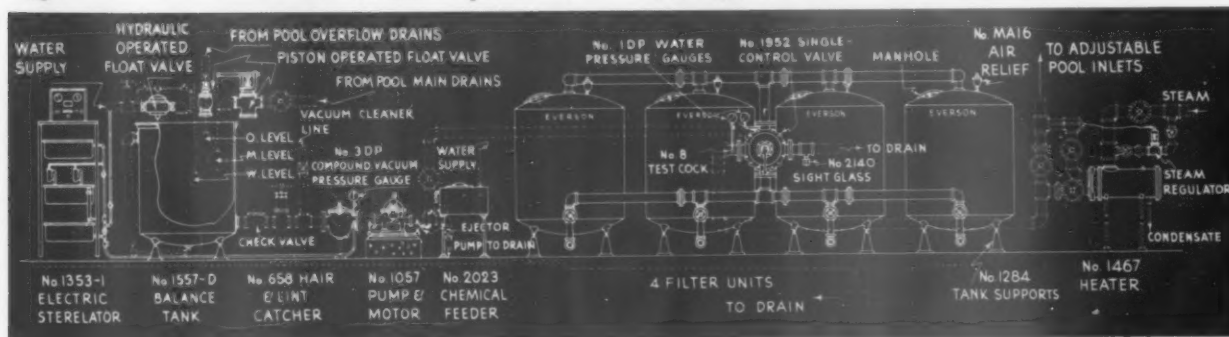 WATER
SUPPLY
HYDRAULIC
OPERATED
FLOAT VALVE
FROM POOL OVERFLOW DRAINS
PISTON OPERATED FLOAT VALVE
FROM POOL MAIN DRAINS
VACUUM CLEANER
LINE
O. LEVEL
M. LEVEL
W. LEVEL
No. 3DP
COMPOUND VACUUM
PRESSURE GAUGE
WATER
SUPPLY
CHECK VALVE
EJECTOR
PUMP TO DRAIN
No. 1DP WATER
PRESSURE GAUGES
No. 1952 SINGLE-
CONTROL VALVE
MANHOLE
No. MA16
AIR
RELIEF
TO ADJUSTABLE
POOL INLETS
STEAM
EVERSON
EVERSON
EVERSON
EVERSON
No 8
TEST COCK
TO DRAIN
No 2140
SIGHT GLASS
STEAM
REGULATOR
CONDENSATE
No 1353-1
ELECTRIC
STERELATOR
No. 1557-D
BALANCE
TANK
No. 658 HAIR
& LINT
CATCHER
No. 1057
PUMP &
MOTOR
No. 2023
CHEMICAL
FEEDER
4 FILTER UNITS
TO DRAIN
No. 1284
TANK SUPPORTS
No. 1467
HEATER